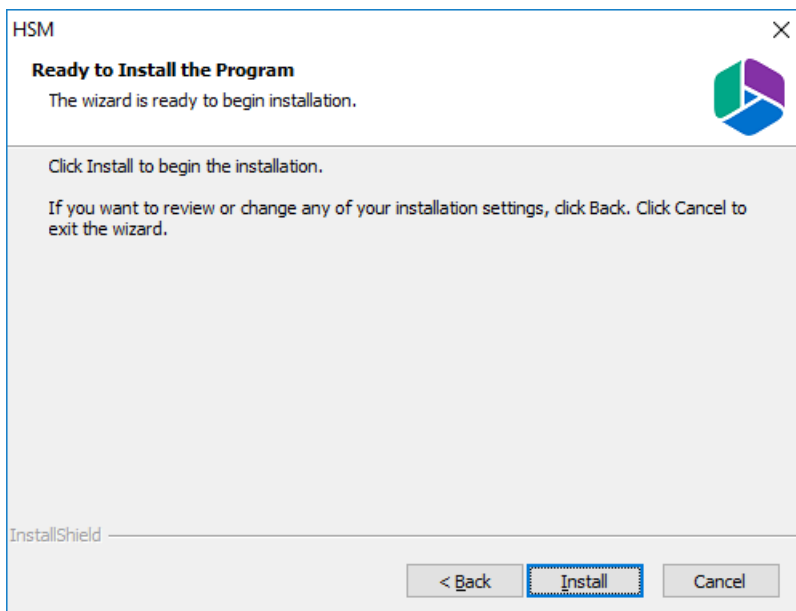 HSM
Ready to Install the Program
The wizard is ready to begin installation.
Click Install to begin the installation.
If you want to review or change any of your installation settings, click Back. Click Cancel to
exit the wizard.
InstallShield
< Back
Install
Cancel